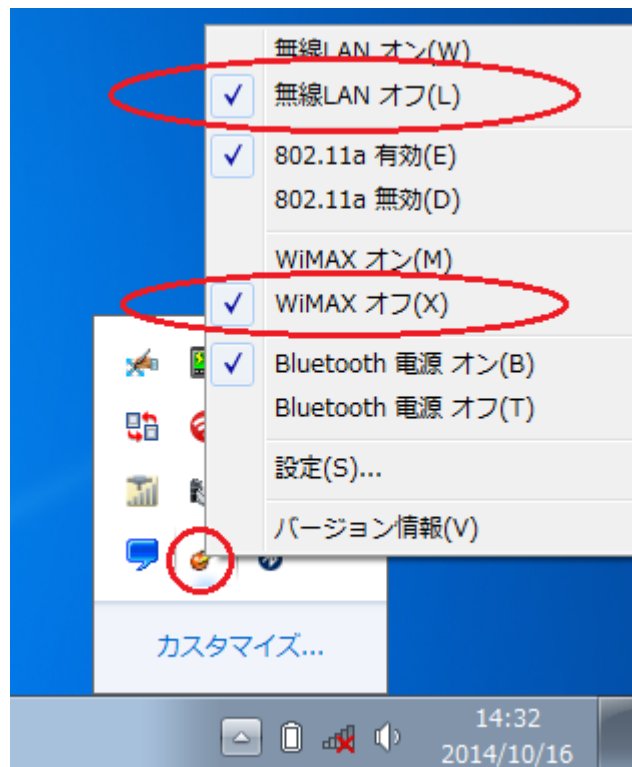 無線LAN オン(W)
無線LAN オフ(L)
802.11a 有効(E)
802.11a 無効(D)
WiMAX オン(M)
WiMAX オフ(X)
Bluetooth 電源 オン(B)
Bluetooth 電源 オフ(T)
設定(S)...
バージョン情報(V)
カスタマイズ...
14:32
2014/10/16